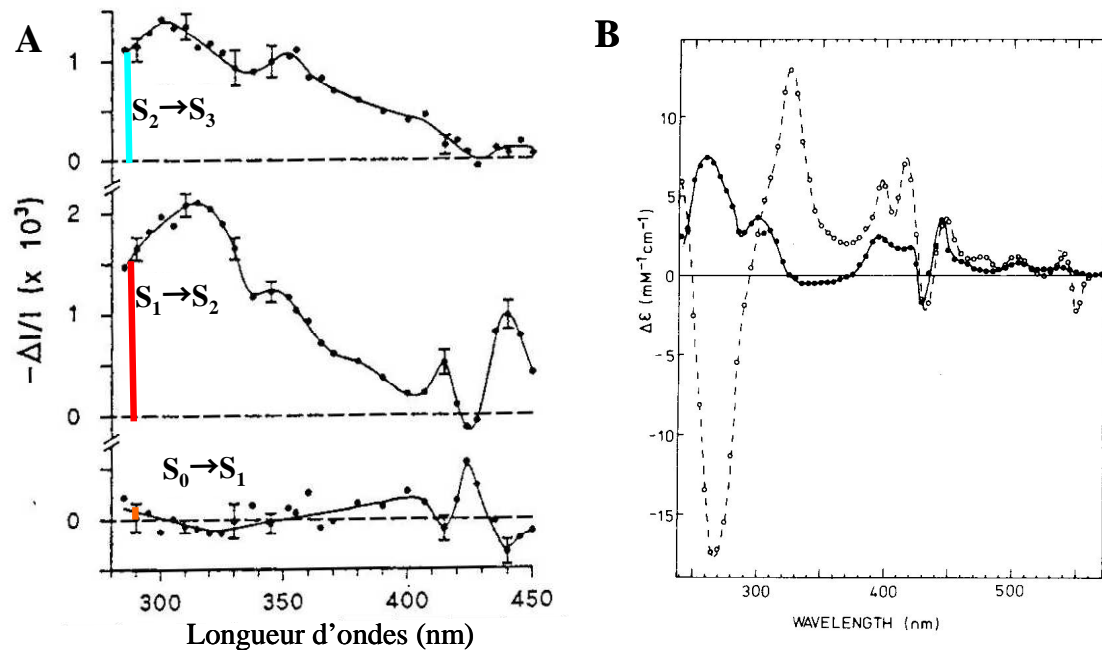 A
−ΔI/I (x 10³)
1
0
S₂→S₃
2
1
0
S₁→S₂
0
S₀→S₁
300
350
400
450
Longueur d'ondes (nm)
B
Δε (mM⁻¹cm⁻¹)
10
5
0
-5
-10
-15
300
400
500
WAVELENGTH (nm)